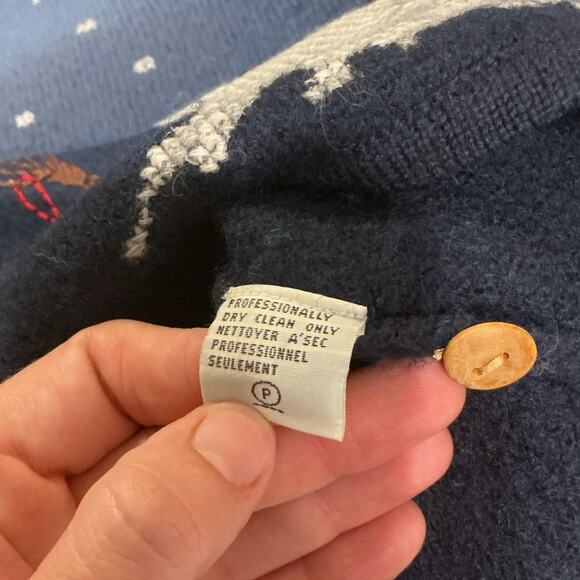 PROFESSIONALLY
DRY CLEAN ONLY
NETTOYER A'SEC
PROFESSIONNEL
SEULEMENT
P